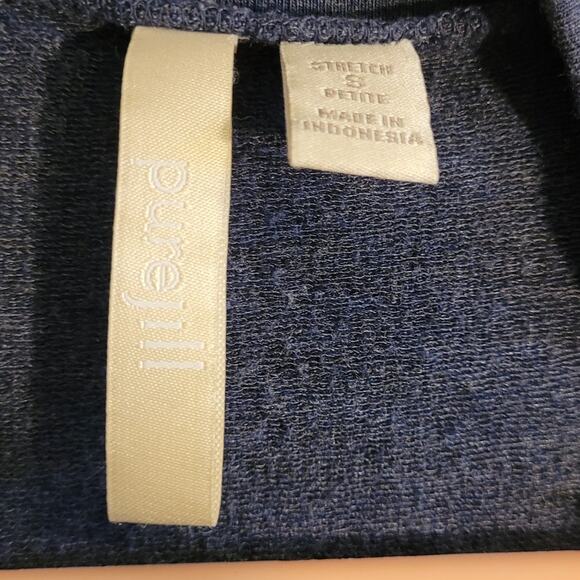 purejill
STRETCH
S
PETITE
MADE IN
INDONESIA